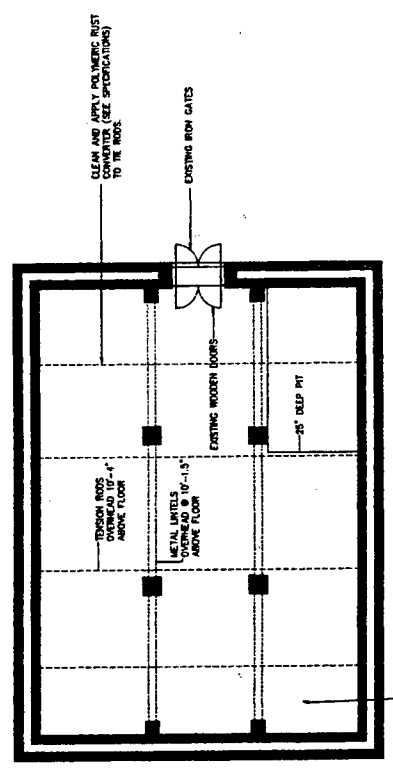 CLEAN AND APPLY POLYMERIC RUST
CONVERTER (SEE SPECIFICATIONS)
TO TIE RODS.
EXISTING IRON GATES
EXISTING WOODEN DOORS
25" DEEP PIT
TENSION RODS
OVERHEAD 10'-4"
ABOVE FLOOR
METAL LINTELS
OVERHEAD @ 10'-1.5"
ABOVE FLOOR